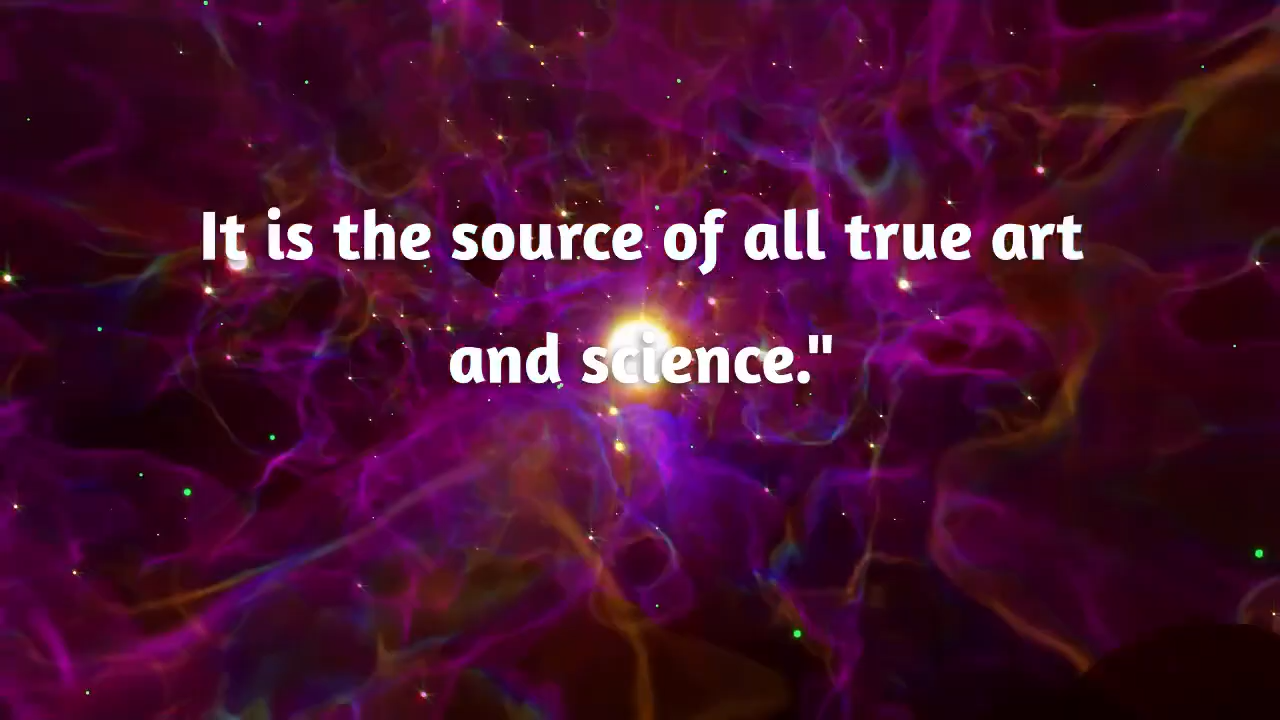 It is the source of all true art
and science."